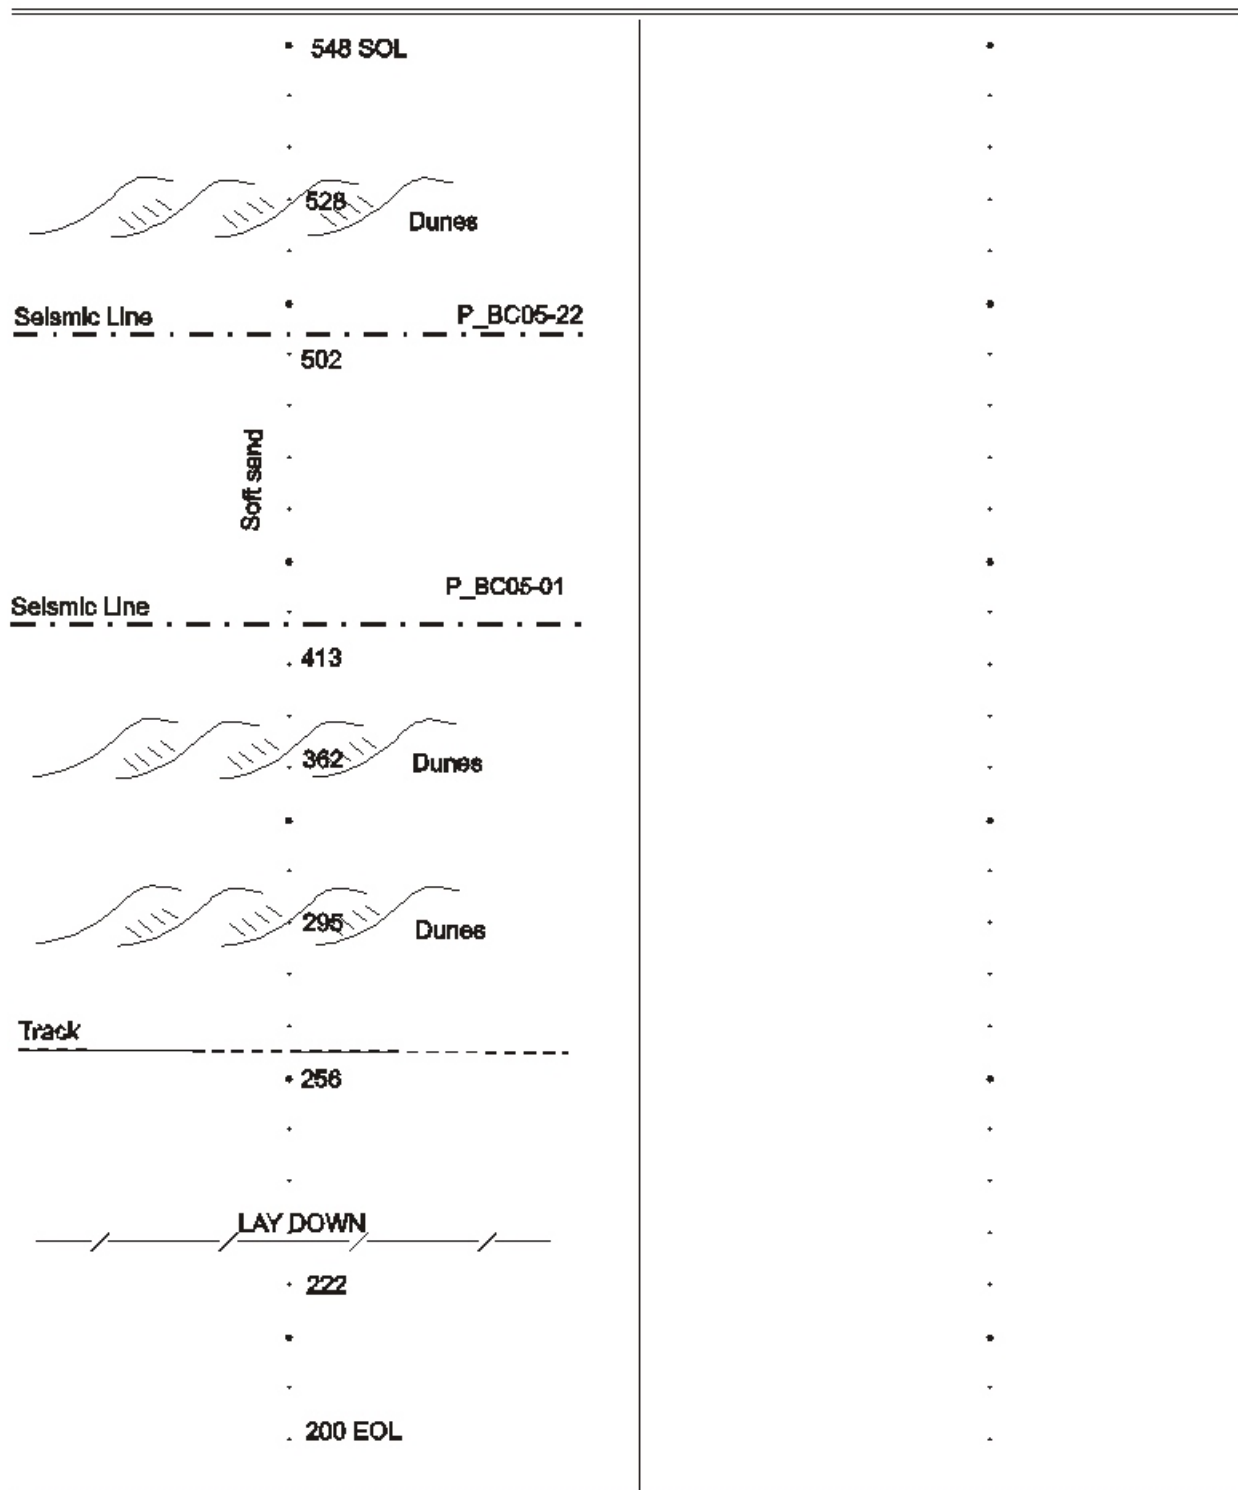 548 SOL
528
Dunes
Seismic Line
P_BC05-22
502
Soft sand
P_BC05-01
Seismic Line
413
362
Dunes
295
Dunes
Track
256
LAY DOWN
222
200 EOL